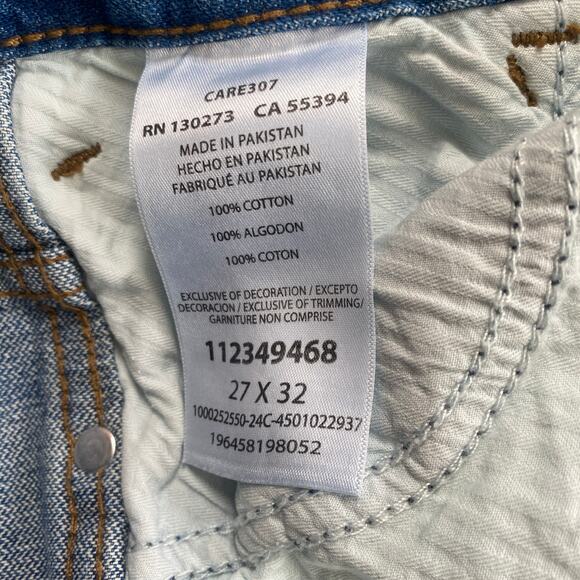 CARE307
RN 130273 CA 55394
MADE IN PAKISTAN
HECHO EN PAKISTAN
FABRIQUÉ AU PAKISTAN
100% COTTON
100% ALGODON
100% COTON
EXCLUSIVE OF DECORATION / EXCEPTO
DECORACION / EXCLUSIVE OF TRIMMING/
GARNITURE NON COMPRISE
112349468
27 X 32
1000252550-24C-4501022937
196458198052